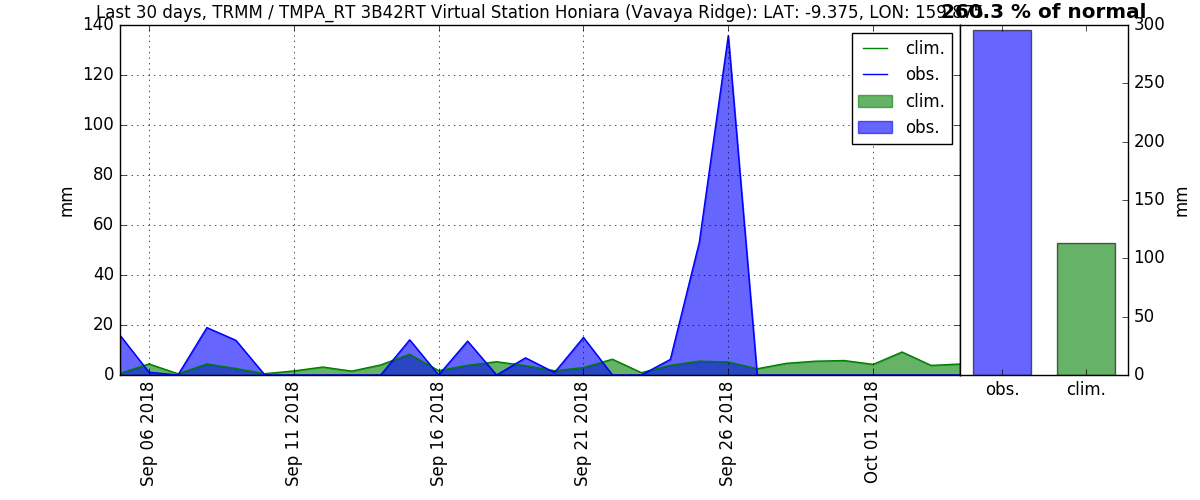 Last 30 days, TRMM / TMPA_RT 3B42RT Virtual Station Honiara (Vavaya Ridge): LAT: -9.375, LON: 159.875
260.3 % of normal
140
120
100
80
60
40
20
0
mm
clim.
obs.
clim.
obs.
300
250
200
150
100
50
0
mm
Sep 06 2018
Sep 11 2018
Sep 16 2018
Sep 21 2018
Sep 26 2018
Oct 01 2018
obs.
clim.